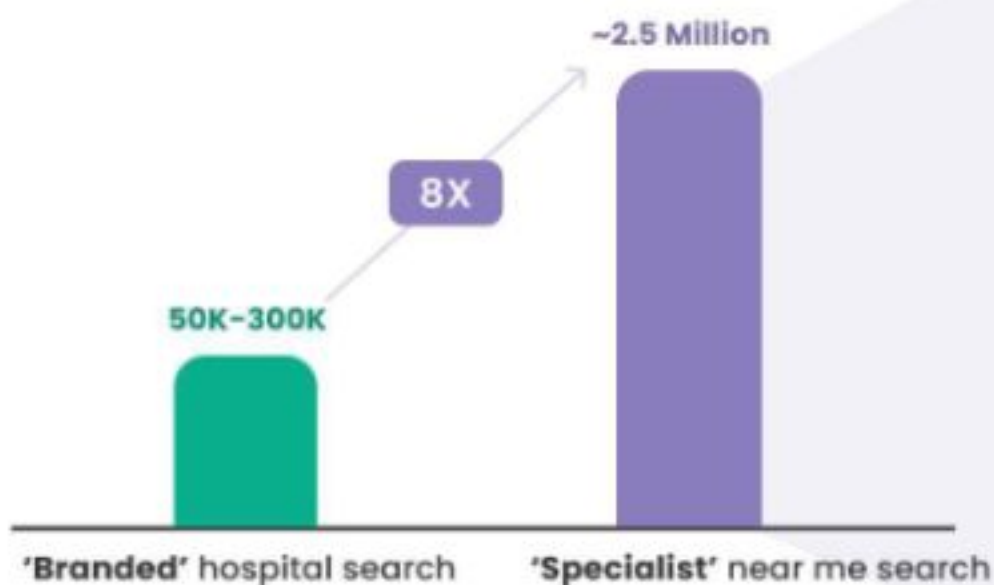 ~2.5 Million
8X
50K-300K
'Branded' hospital search
'Specialist' near me search